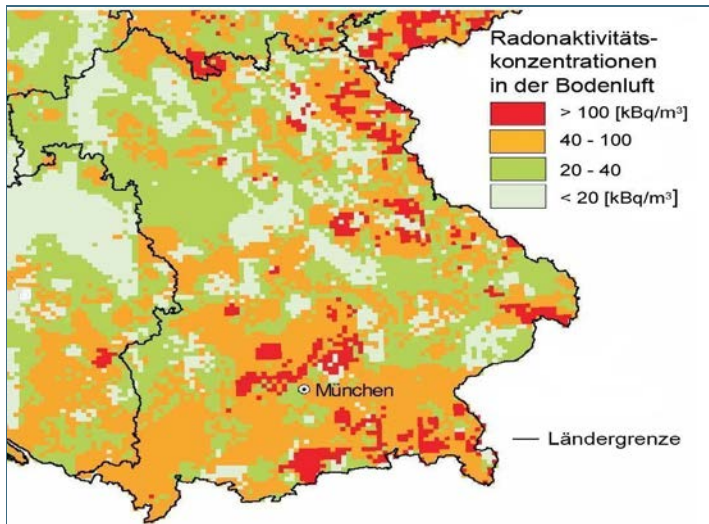 Radonaktivitäts-
konzentrationen
in der Bodenluft
> 100 [kBq/m³]
40 - 100
20 - 40
< 20 [kBq/m³]
München
Ländergrenze